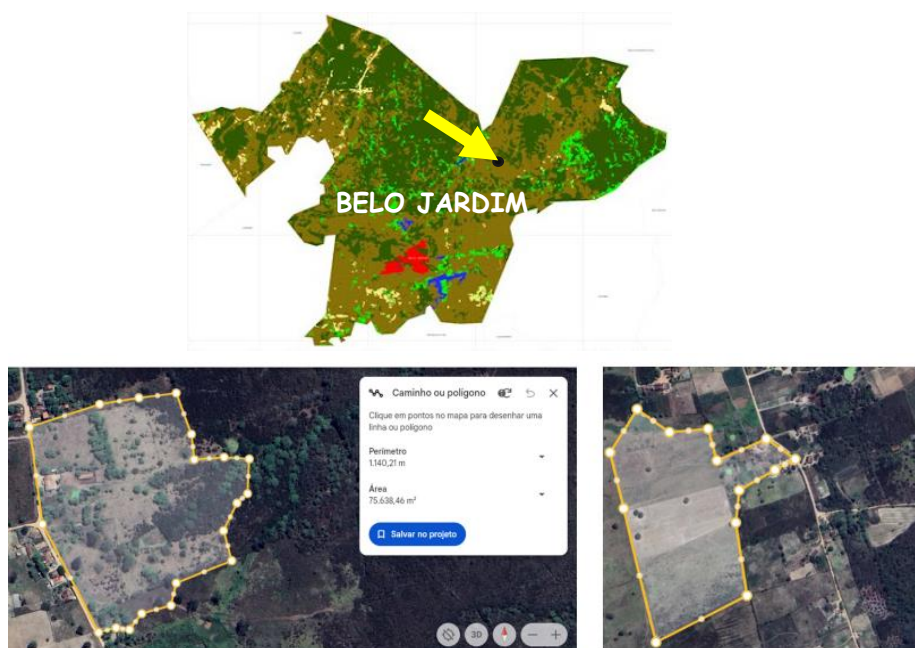 BELO JARDIM
Caminho ou polígono
Clique em pontos no mapa para desenhar uma
linha ou polígono
Perímetro
1.140,21 m
Área
75.638,46 m²
Salvar no projeto
3D